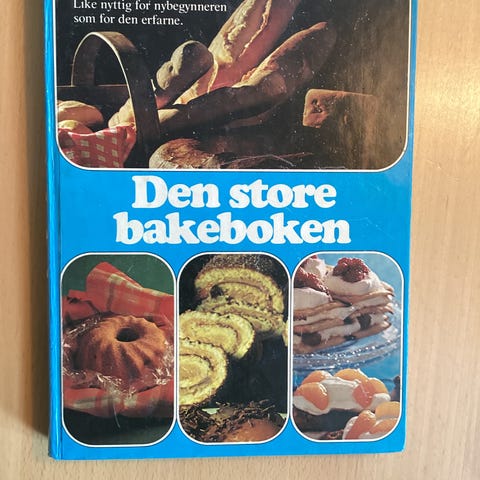 Like nyttig for nybegynneren
som for den erfarne.
Den store
bakeboken